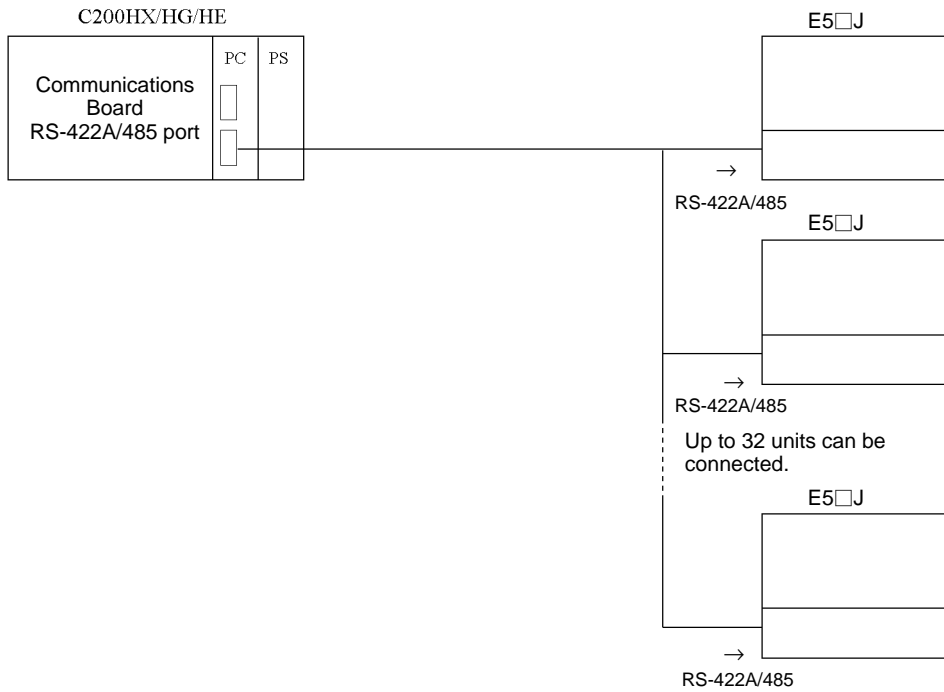 C200HX/HG/HE
PC PS
Communications
Board
RS-422A/485 port
E5□J
→
RS-422A/485
E5□J
→
RS-422A/485
Up to 32 units can be
connected.
E5□J
→
RS-422A/485